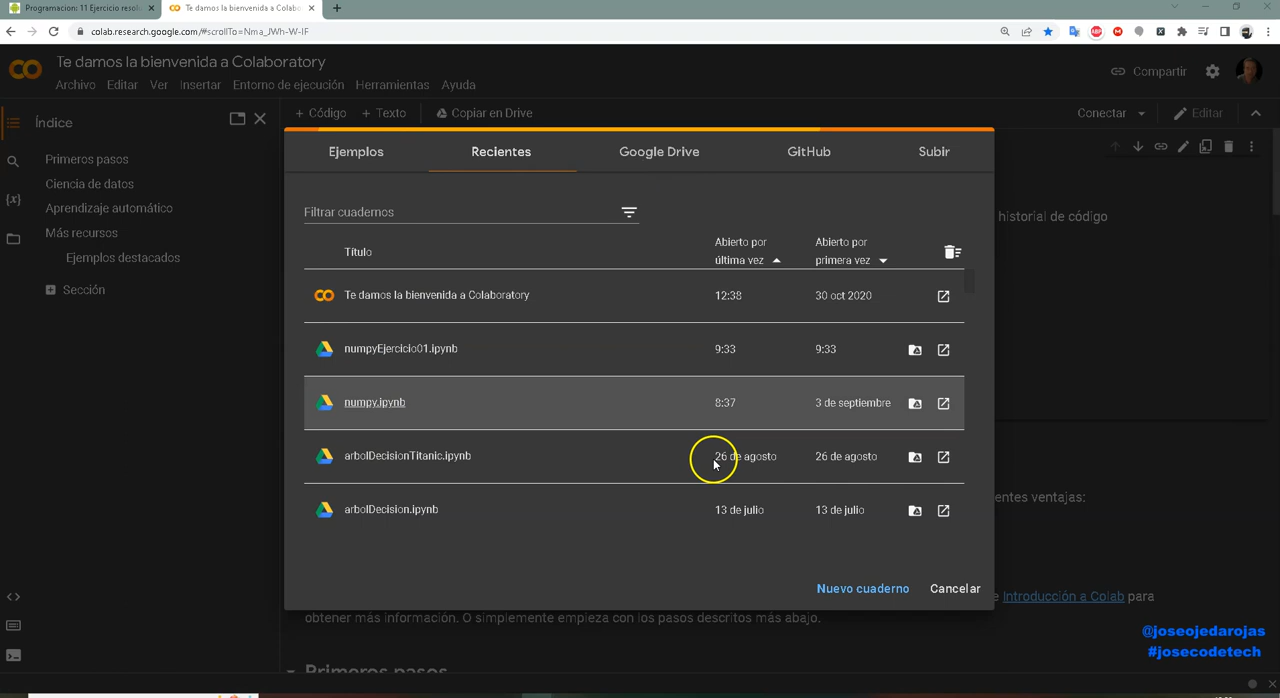 Programacion: 11 Ejercicio resol
Te damos la bienvenida a Colabo
colab.research.google.com/#scrollTo=Nma_JWh-W-IF
Te damos la bienvenida a Colaboratory
Archivo Editar Ver Insertar Entorno de ejecución Herramientas Ayuda
Compartir
+ Código + Texto Copiar en Drive
Conectar Editar
Índice
Primeros pasos
Ciencia de datos
Aprendizaje automático
Más recursos
Ejemplos destacados
Sección
Ejemplos Recientes Google Drive GitHub Subir
Filtrar cuadernos
Título Abierto por última vez Abierto por primera vez
Te damos la bienvenida a Colaboratory 12:38 30 oct 2020
numpyEjercicio01.ipynb 9:33 9:33
numpy.ipynb 8:37 3 de septiembre
arbolDecisionTitanic.ipynb 26 de agosto 26 de agosto
arbolDecision.ipynb 13 de julio 13 de julio
Nuevo cuaderno Cancelar
historial de código
entes ventajas:
e Introducción a Colab para
obtener más información. O simplemente empieza con los pasos descritos más abajo.
Primeros pasos
@joseojedarojas
#josecodetech